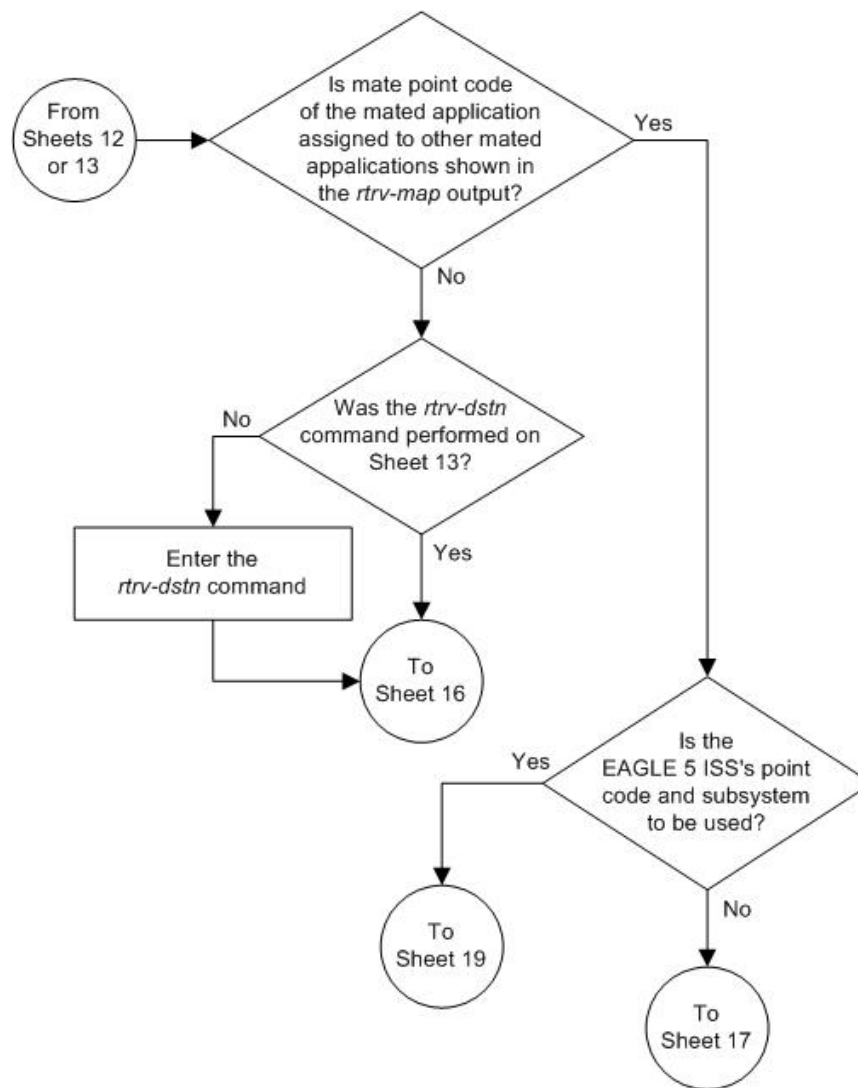 From
Sheets 12
or 13
Is mate point code
of the mated application
assigned to other mated
appalications shown in
the rtrv-map output?
Yes
No
Was the rtrv-dstn
command performed on
Sheet 13?
No
Yes
Enter the
rtrv-dstn command
To
Sheet 16
Is the
EAGLE 5 ISS's point
code and subsystem
to be used?
Yes
No
To
Sheet 19
To
Sheet 17